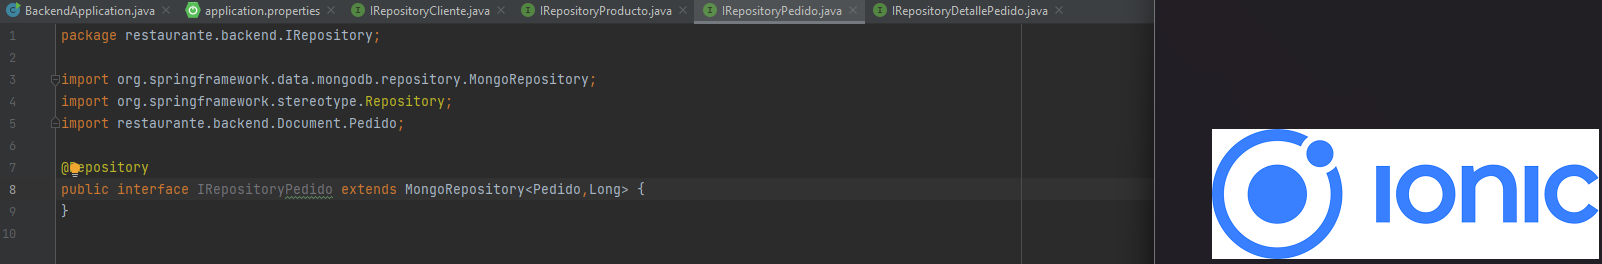 BackendApplication.java application.properties IRepositoryCliente.java IRepositoryProducto.java IRepositoryPedido.java IRepositoryDetallePedido.java
1 package restaurante.backend.IRepository;
2
3 import org.springframework.data.mongodb.repository.MongoRepository;
4 import org.springframework.stereotype.Repository;
5 import restaurante.backend.Document.Pedido;
6
7 @Repository
8 public interface IRepositoryPedido extends MongoRepository<Pedido,Long> {
9 }
10
IONIC